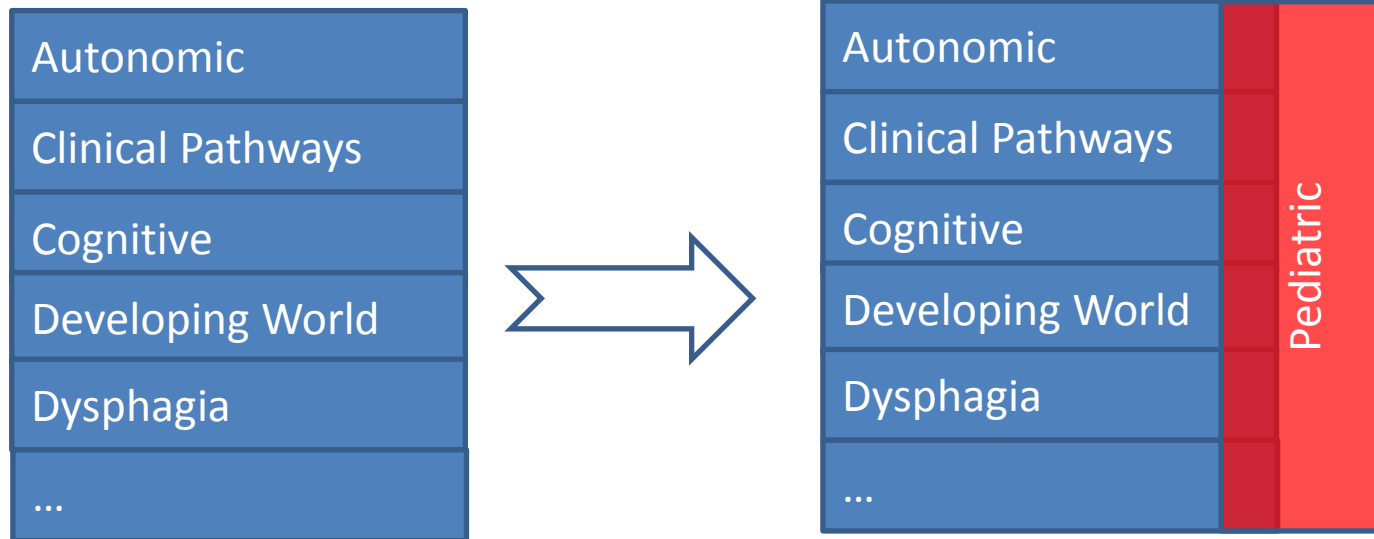 Autonomic
Clinical Pathways
Cognitive
Developing World
Dysphagia
...
Autonomic
Clinical Pathways
Cognitive
Developing World
Dysphagia
...
Pediatric